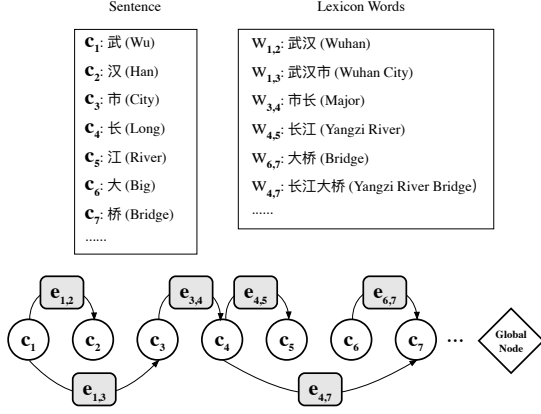 Sentence
c1: 武 (Wu)
c2: 汉 (Han)
c3: 市 (City)
c4: 长 (Long)
c5: 江 (River)
c6: 大 (Big)
c7: 桥 (Bridge)
......
Lexicon Words
w1,2: 武汉 (Wuhan)
w1,3: 武汉市 (Wuhan City)
w3,4: 市长 (Major)
w4,5: 长江 (Yangzi River)
w6,7: 大桥 (Bridge)
w4,7: 长江大桥 (Yangzi River Bridge)
......
e1,2 e3,4 e4,5 e6,7
c1 c2 c3 c4 c5 c6 c7 ... Global
Node
e1,3 e4,7